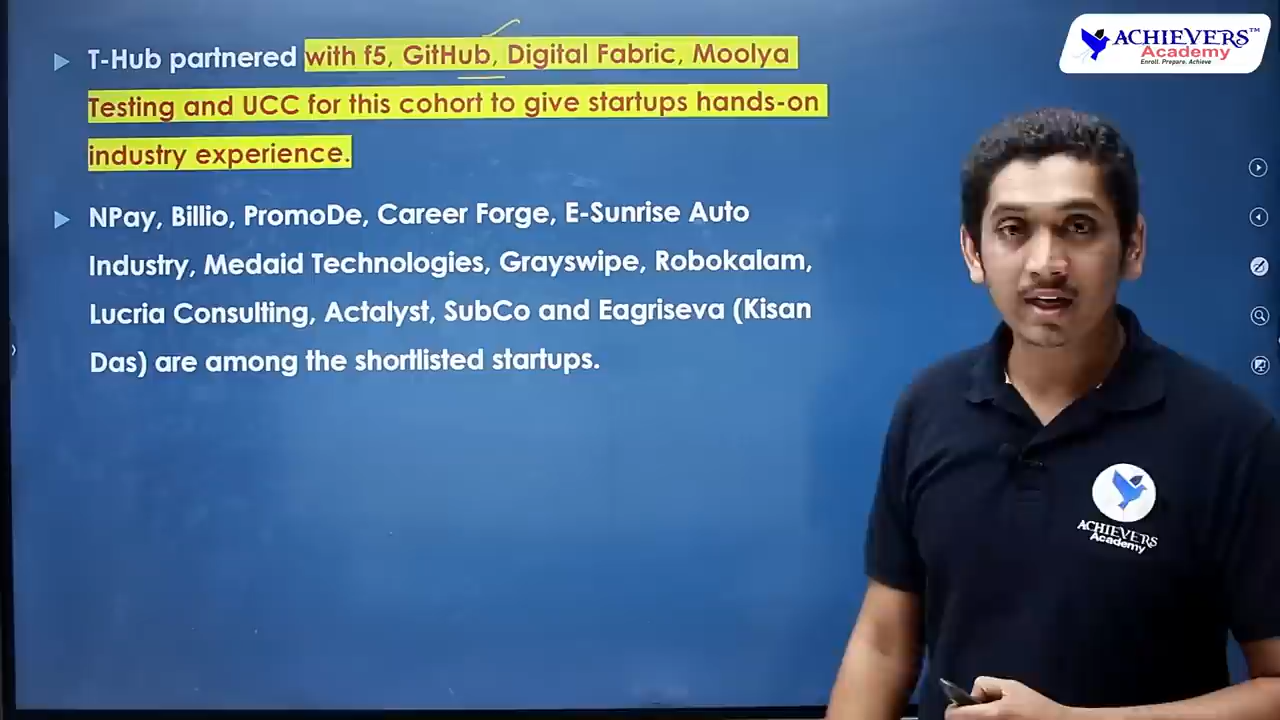 T-Hub partnered with f5, GitHub, Digital Fabric, Moolya
Testing and UCC for this cohort to give startups hands-on
industry experience.
NPay, Billio, PromoDe, Career Forge, E-Sunrise Auto
Industry, Medaid Technologies, Grayswipe, Robokalam,
Lucria Consulting, Actalyst, SubCo and Eagriseva (Kisan
Das) are among the shortlisted startups.
ACHIEVERS™
Academy
Enroll. Prepare. Achieve
ACHIEVERS
Academy